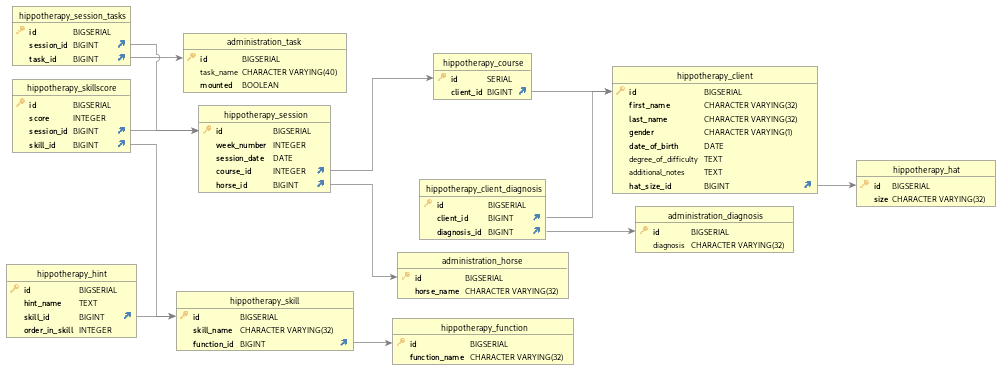 hippotherapy_session_tasks
id BIGSERIAL
session_id BIGINT
task_id BIGINT
administration_task
id BIGSERIAL
task_name CHARACTER VARYING(40)
mounted BOOLEAN
hippotherapy_course
id SERIAL
client_id BIGINT
hippotherapy_client
id BIGSERIAL
first_name CHARACTER VARYING(32)
last_name CHARACTER VARYING(32)
gender CHARACTER VARYING(1)
date_of_birth DATE
degree_of_difficulty TEXT
additional_notes TEXT
hat_size_id BIGINT
hippotherapy_skillscore
id BIGSERIAL
score INTEGER
session_id BIGINT
skill_id BIGINT
hippotherapy_session
id BIGSERIAL
week_number INTEGER
session_date DATE
course_id INTEGER
horse_id BIGINT
hippotherapy_hat
id BIGSERIAL
size CHARACTER VARYING(32)
hippotherapy_client_diagnosis
id BIGSERIAL
client_id BIGINT
diagnosis_id BIGINT
administration_diagnosis
id BIGSERIAL
diagnosis CHARACTER VARYING(32)
administration_horse
id BIGSERIAL
horse_name CHARACTER VARYING(32)
hippotherapy_hint
id BIGSERIAL
hint_name TEXT
skill_id BIGINT
order_in_skill INTEGER
hippotherapy_skill
id BIGSERIAL
skill_name CHARACTER VARYING(32)
function_id BIGINT
hippotherapy_function
id BIGSERIAL
function_name CHARACTER VARYING(32)